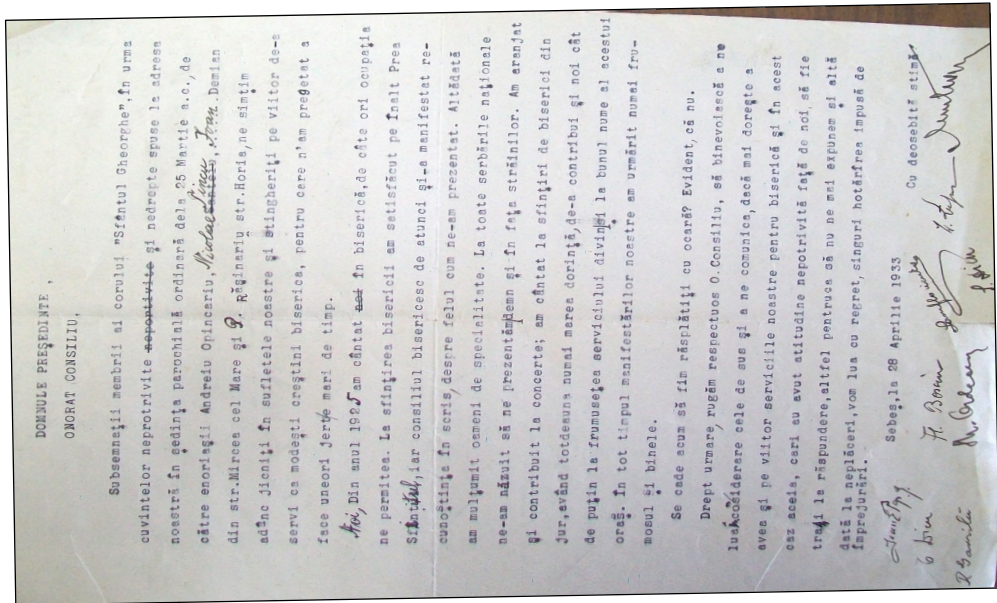 DOMNULE PREŞEDINTE ,
ONORAT CONSILIU,
Subsemnaţii membrii ai corului "Sfântul Gheorghe", în urma
cuvintelor neprotrivite neportivite şi nedrepte spuse la adresa
noastră în şedinţa parochială ordinară dela 25 Martie a.c., de
către enoriaşii Andreiu Opincariu, Nicolae Pincu Ioan Demian
din str.Mircea cel Mare şi P. Răşinariu str.Horia, ne simţim
adânc jicniţi în sufletele noastre şi stingheriţi pe viitor de-a
servi ca modeşti creştini biserica, pentru care n'am pregetat a
face uneori jertfe mari de timp.
Noi, Din anul 1925 am cântat noi în biserică, de câte ori ocupaţia
ne permitea. La sfinţirea bisericii am satisfăcut pe Înalt Prea
Sfinţitul, iar consiliul bisericesc de atunci şi-a manifestat re-
cunoştinţa în scris, despre felul cum ne-am prezentat. Altădată
am mulţumit oameni de specialitate. La toate serbările naţionale
ne-am năzuit să ne prezentăm demn şi în faţa străinilor. Am aranjat
şi contribuit la concerte; am cântat la sfinţiri de biserici din
jur, având totdeauna numai marea dorinţă, de-a contribui şi noi cât
de puţin la frumuseţea serviciului divin şi la bunul nume al acestui
oraş. În tot timpul manifestărilor noastre am urmărit numai fru-
mosul şi binele.
Se cade acum să fim răsplătiţi cu ocară? Evident, că nu.
Drept urmare, rugăm respectuos O.Consiliu, să binevoiască a ne
lua cosiderare cele de sus şi a ne comunica, dacă mai doreşte a
avea şi pe viitor serviciile noastre pentru biserică şi în acest
caz aceia, cari au avut atitudine nepotrivită faţă de noi, să fie
traşi la răspundere, altfel pentruca să nu ne mai expunem şi altă
dată la neplăceri, vom lua cu regret, singuri hotărîrea impusă de
împrejurări.
Sebeş, la 28 Aprilie 1933
Cu deosebită stimă